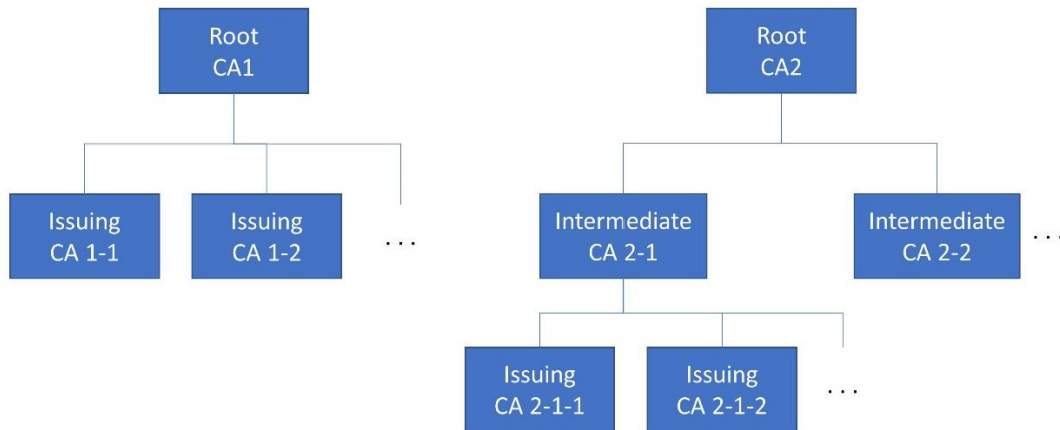 Root
CA1
Root
CA2
Issuing
CA 1-1
Issuing
CA 1-2
. . .
Intermediate
CA 2-1
Intermediate
CA 2-2
. . .
Issuing
CA 2-1-1
Issuing
CA 2-1-2
. . .